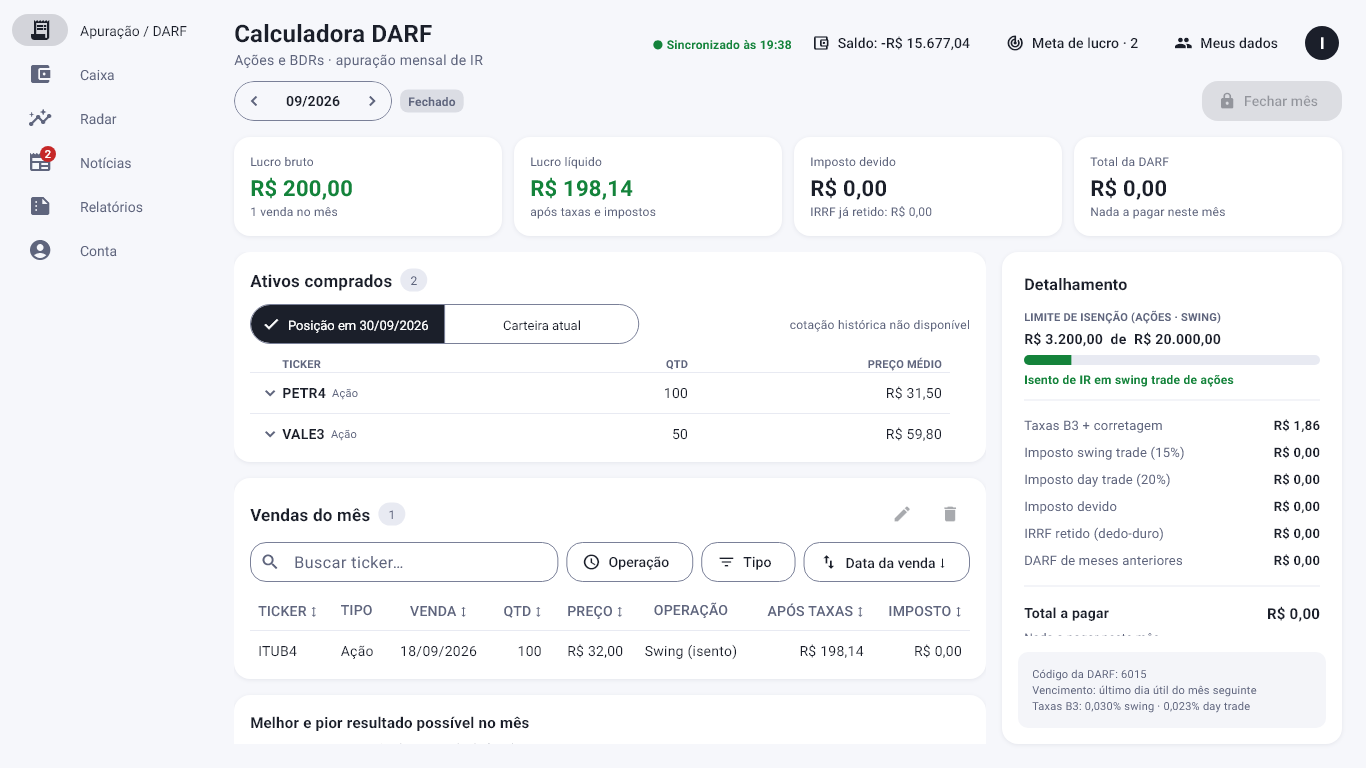 Apuração / DARF
Caixa
Radar
2
Notícias
Relatórios
Conta
Calculadora DARF
Ações e BDRs · apuração mensal de IR
Sincronizado às 19:38
Saldo: -R$ 15.677,04
Meta de lucro · 2
Meus dados
I
09/2026
Fechado
Fechar mês
Lucro bruto
R$ 200,00
1 venda no mês
Lucro líquido
R$ 198,14
após taxas e impostos
Imposto devido
R$ 0,00
IRRF já retido: R$ 0,00
Total da DARF
R$ 0,00
Nada a pagar neste mês
Ativos comprados 2
Posição em 30/09/2026
Carteira atual
cotação histórica não disponível
TICKER QTD PREÇO MÉDIO
PETR4 Ação 100 R$ 31,50
VALE3 Ação 50 R$ 59,80
Vendas do mês 1
Buscar ticker...
Operação
Tipo
Data da venda ↓
TICKER ↕ TIPO VENDA ↕ QTD ↕ PREÇO ↕ OPERAÇÃO APÓS TAXAS ↕ IMPOSTO ↕
ITUB4 Ação 18/09/2026 100 R$ 32,00 Swing (isento) R$ 198,14 R$ 0,00
Melhor e pior resultado possível no mês
Detalhamento
LIMITE DE ISENÇÃO (AÇÕES · SWING)
R$ 3.200,00 de R$ 20.000,00
Isento de IR em swing trade de ações
Taxas B3 + corretagem R$ 1,86
Imposto swing trade (15%) R$ 0,00
Imposto day trade (20%) R$ 0,00
Imposto devido R$ 0,00
IRRF retido (dedo-duro) R$ 0,00
DARF de meses anteriores R$ 0,00
Total a pagar R$ 0,00
Código da DARF: 6015
Vencimento: último dia útil do mês seguinte
Taxas B3: 0,030% swing · 0,023% day trade